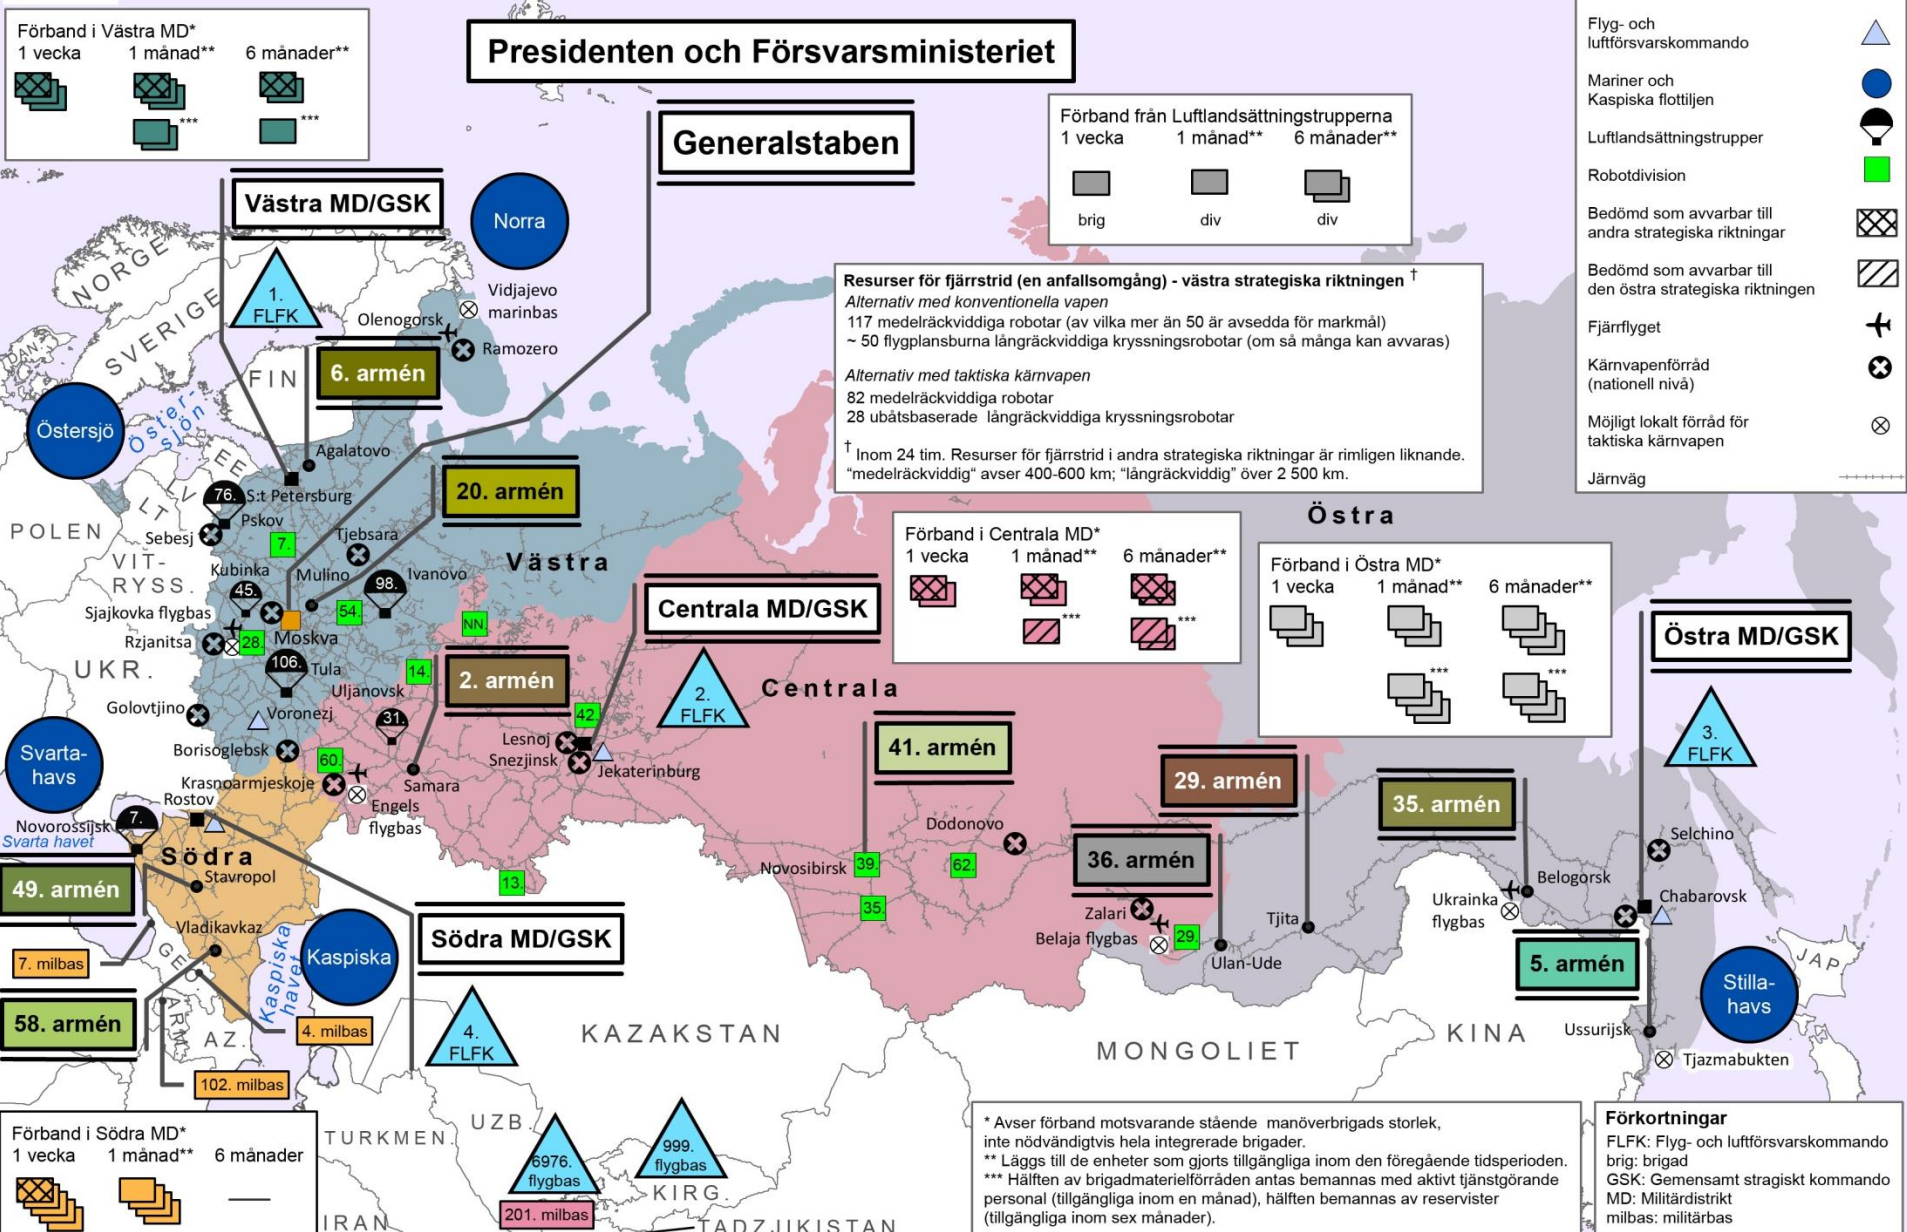 Förband i Västra MD*
1 vecka 1 månad** 6 månader**
***
***
Presidenten och Försvarsministeriet
Generalstaben
Förband från Luftlandsättningstrupperna
1 vecka 1 månad** 6 månader**
brig div div
Flyg- och
luftförsvarskommando
Mariner och
Kaspiska flottiljen
Luftlandsättningstrupper
Robotdivision
Bedömd som avvarbar till
andra strategiska riktningar
Bedömd som avvarbar till
den östra strategiska riktningen
Fjärrflyget
Kärnvapenförråd
(nationell nivå)
Möjligt lokalt förråd för
taktiska kärnvapen
Järnväg
Resurser för fjärrstrid (en anfallsomgång) - västra strategiska riktningen †
Alternativ med konventionella vapen
117 medelräckviddiga robotar (av vilka mer än 50 är avsedda för markmål)
~ 50 flygplansburna långräckviddiga kryssningsrobotar (om så många kan avvaras)
Alternativ med taktiska kärnvapen
82 medelräckviddiga robotar
28 ubåtsbaserade långräckviddiga kryssningsrobotar
† Inom 24 tim. Resurser för fjärrstrid i andra strategiska riktningar är rimligen liknande.
"medelräckviddig" avser 400-600 km; "långräckviddig" över 2 500 km.
Västra MD/GSK
Norra
1.
FLFK
NORGE
SVERIGE
FIN
DAN.
Vidjajevo
marinbas
Olenogorsk
Ramozero
6. armén
Östersjö
Öster-
sjön
EE
LV
LT
Agalatovo
S:t Petersburg
76.
Pskov
Sebesj
7.
20. armén
Tjebsara
POLEN
VIT-
RYSS.
Kubinka
Mulino
Ivanovo
98.
45.
54.
NN.
Västra
Sjajkovka flygbas
Moskva
Rzjanitsa
28.
UKR.
106.
Tula
14.
Uljanovsk
2. armén
Golovtjino
Voronezj
31.
Borisoglebsk
60.
Krasnoarmjeskoje
Samara
Engels
flygbas
Svarta-
havs
Rostov
Novorossijsk
7.
Svarta havet
Södra
Stavropol
49. armén
Vladikavkaz
7. milbas
GEO.
58. armén
ARM.
AZ.
4. milbas
102. milbas
Kaspiska
havet
Kaspiska
Södra MD/GSK
4.
FLFK
13.
Centrala MD/GSK
2.
FLFK
Centrala
42.
Lesnoj
Snezjinsk
Jekaterinburg
Förband i Centrala MD*
1 vecka 1 månad** 6 månader**
***
***
Östra
Förband i Östra MD*
1 vecka 1 månad** 6 månader**
***
***
Östra MD/GSK
3.
FLFK
41. armén
29. armén
35. armén
Dodonovo
Novosibirsk
39.
62.
35.
36. armén
Zalari
Belaja flygbas
29.
Ulan-Ude
Tjita
Selchino
Belogorsk
Ukrainka
flygbas
Chabarovsk
5. armén
Stilla-
havs
JAP
Ussurijsk
Tjazmabukten
KAZAKSTAN
MONGOLIET
KINA
UZB.
TURKMEN.
IRAN
KIRG.
TADZJIKISTAN
6976.
flygbas
999.
flygbas
201. milbas
Förband i Södra MD*
1 vecka 1 månad** 6 månader
* Avser förband motsvarande stående manöverbrigads storlek,
inte nödvändigtvis hela integrerade brigader.
** Läggs till de enheter som gjorts tillgängliga inom den föregående tidsperioden.
*** Hälften av brigadmaterielförråden antas bemannas med aktivt tjänstgörande
personal (tillgängliga inom en månad), hälften bemannas av reservister
(tillgängliga inom sex månader).
Förkortningar
FLFK: Flyg- och luftförsvarskommando
brig: brigad
GSK: Gemensamt stragiskt kommando
MD: Militärdistrikt
milbas: militärbas